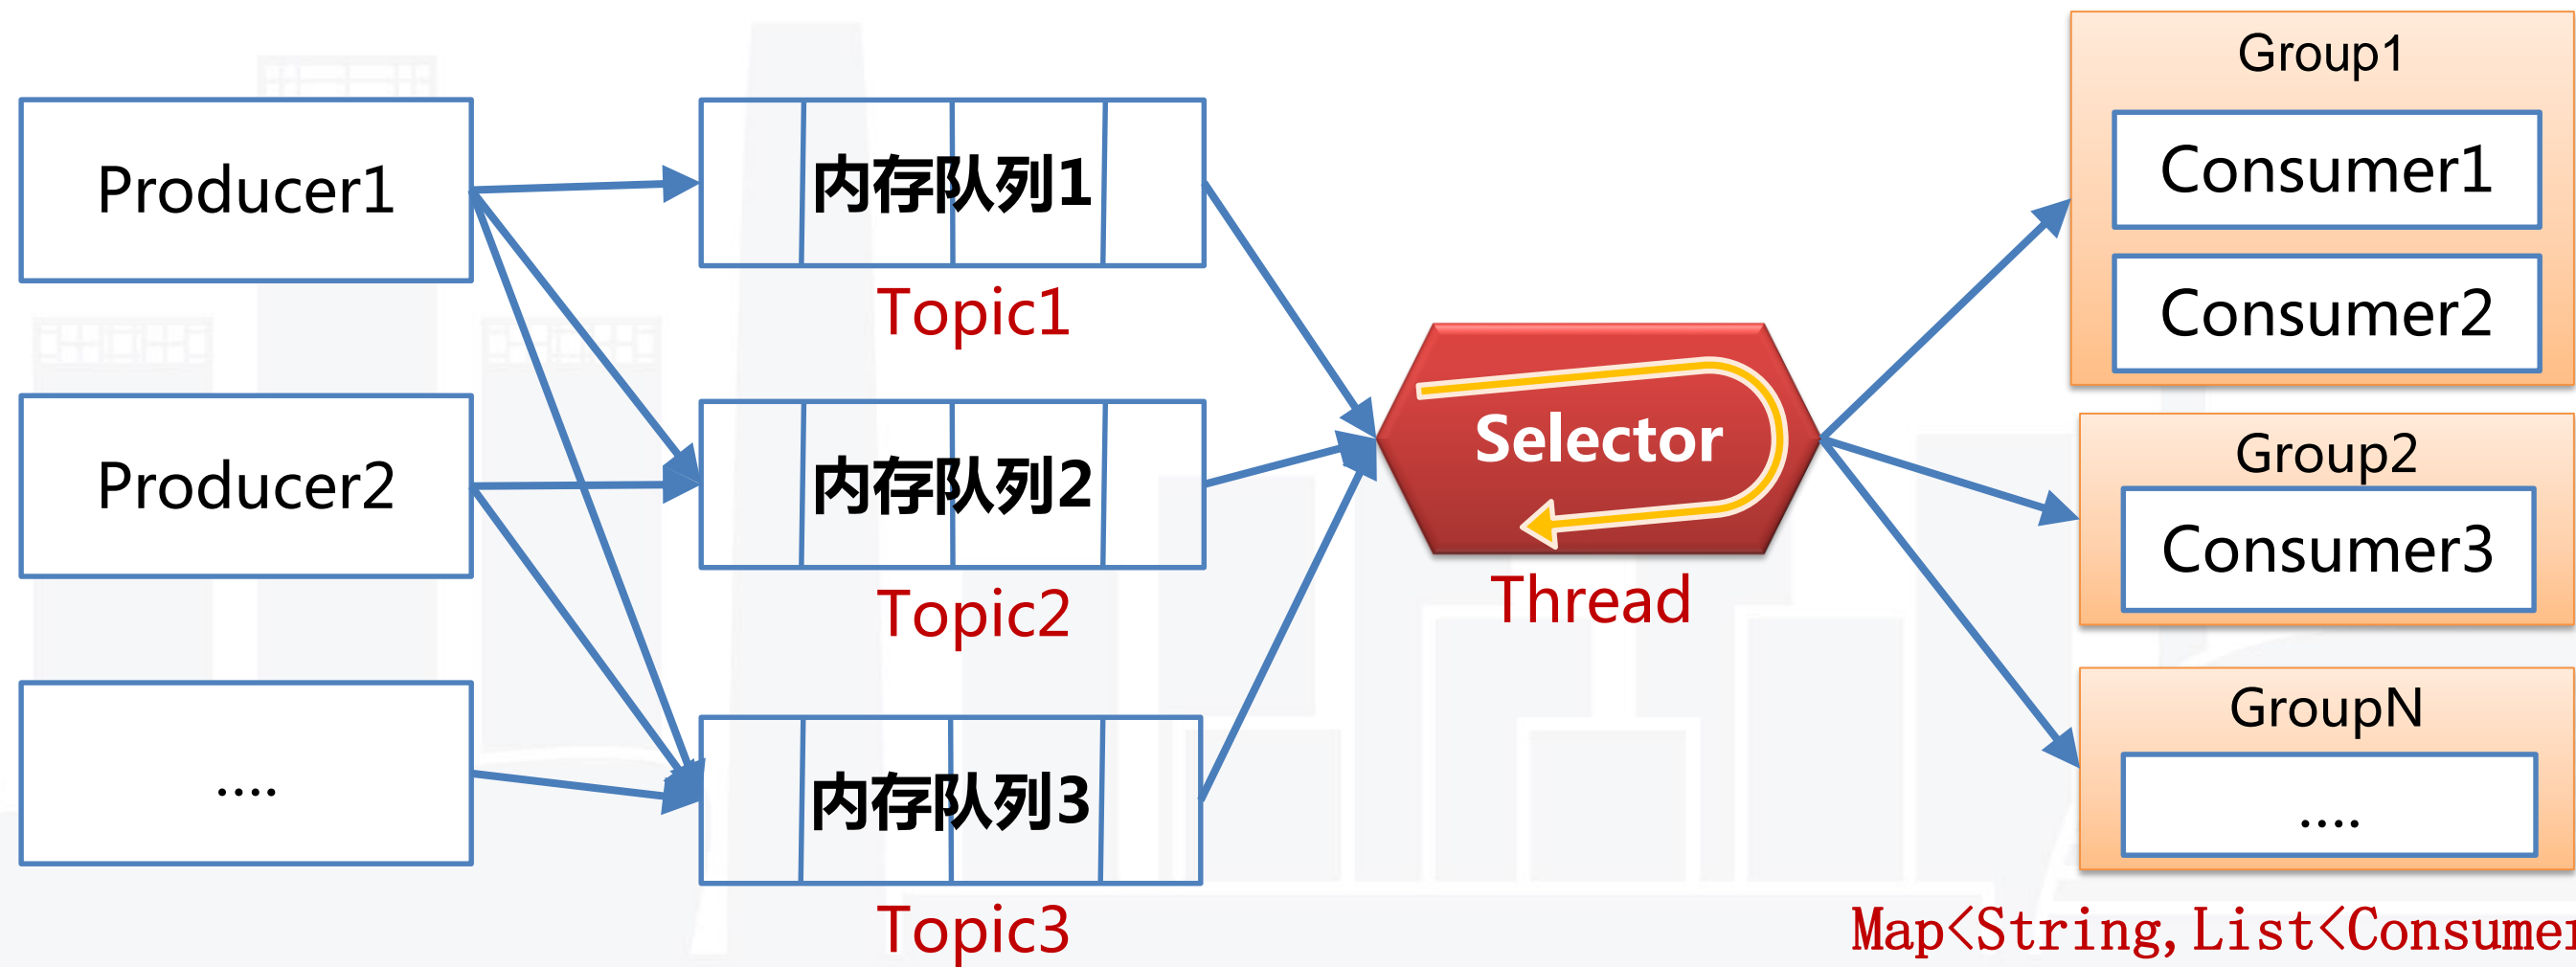 Producer1
Producer2
....
内存队列1
Topic1
内存队列2
Topic2
内存队列3
Topic3
Selector
Thread
Group1
Consumer1
Consumer2
Group2
Consumer3
GroupN
....
Map<String,List<Consumer